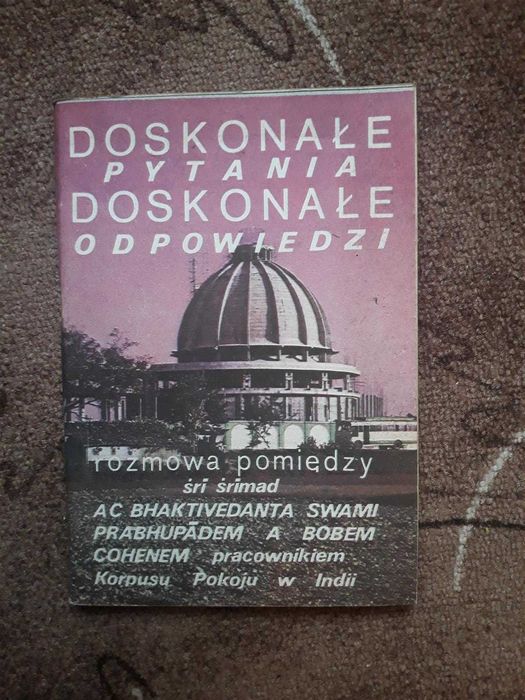 DOSKONAŁE
PYTANIA
DOSKONAŁE
ODPOWIEDZI
rozmowa pomiędzy
śri śrimad
AC BHAKTIVEDANTA SWAMI
PRABHUPĀDEM A BOBEM
COHENEM pracownikiem
Korpusu Pokoju w Indii